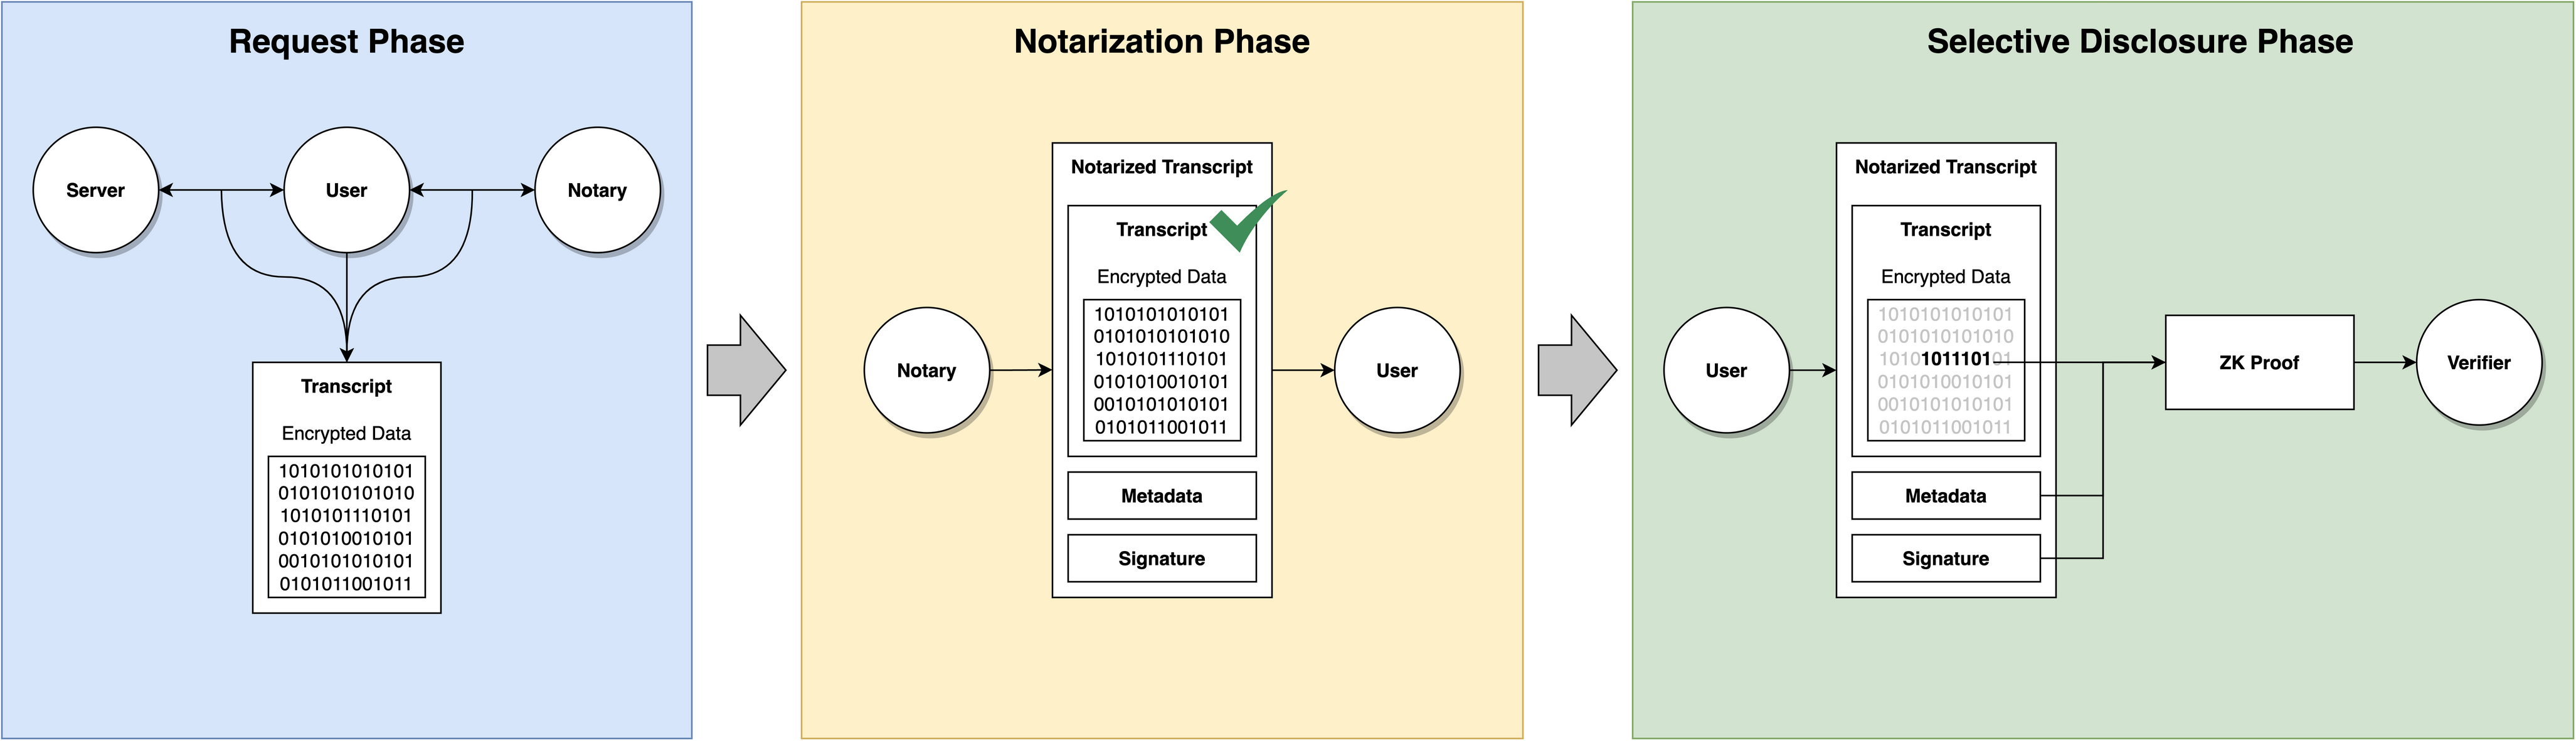 Request Phase
Server
User
Notary
Transcript
Encrypted Data
1010101010101
0101010101010
1010101110101
0101010010101
0010101010101
0101011001011
Notarization Phase
Notary
Notarized Transcript
Transcript
Encrypted Data
1010101010101
0101010101010
1010101110101
0101010010101
0010101010101
0101011001011
Metadata
Signature
User
Selective Disclosure Phase
User
Notarized Transcript
Transcript
Encrypted Data
1010101010101
0101010101010
1010101110101
0101010010101
0010101010101
0101011001011
Metadata
Signature
ZK Proof
Verifier